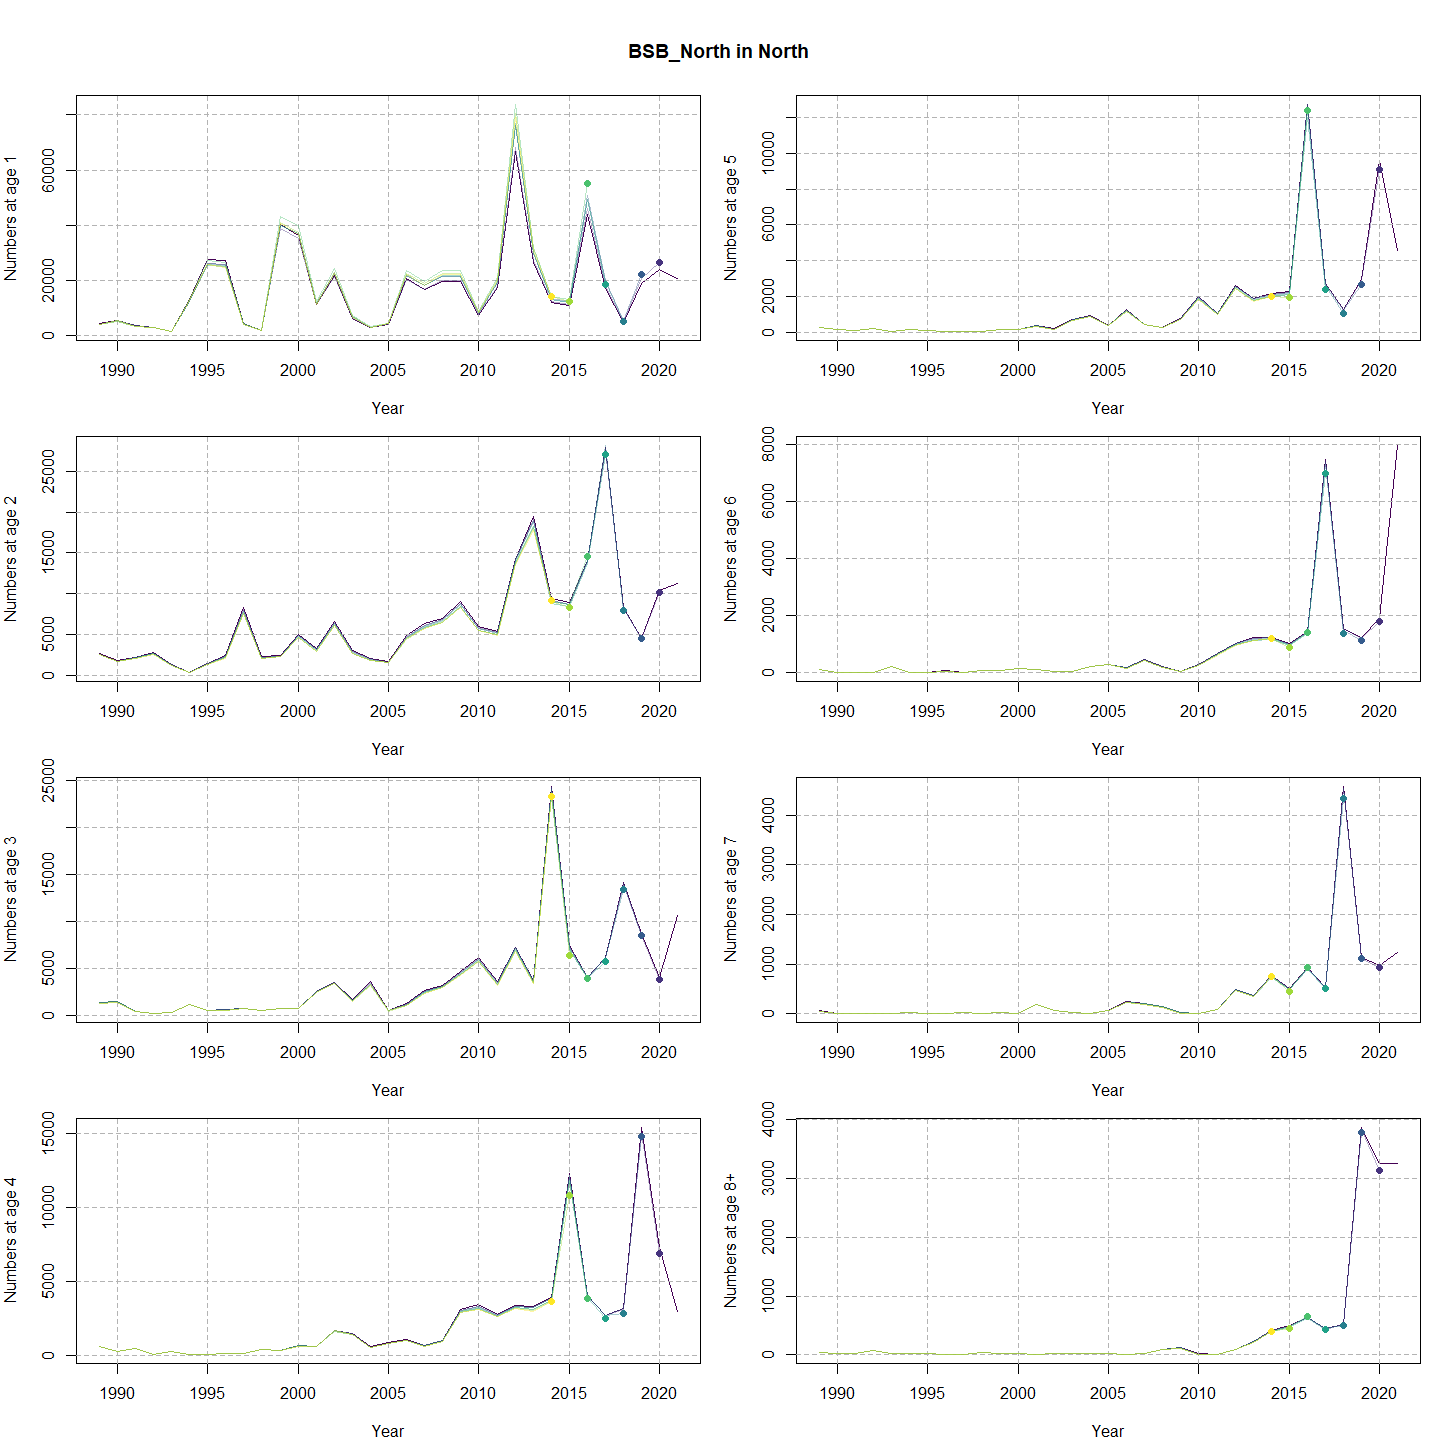 BSB_North in North
Numbers at age 1
0 20000 60000
1990 1995 2000 2005 2010 2015 2020
Year
Numbers at age 5
0 2000 6000 10000
1990 1995 2000 2005 2010 2015 2020
Year
Numbers at age 2
0 5000 15000 25000
1990 1995 2000 2005 2010 2015 2020
Year
Numbers at age 6
0 2000 4000 6000 8000
1990 1995 2000 2005 2010 2015 2020
Year
Numbers at age 3
0 5000 15000 25000
1990 1995 2000 2005 2010 2015 2020
Year
Numbers at age 7
0 1000 2000 3000 4000
1990 1995 2000 2005 2010 2015 2020
Year
Numbers at age 4
0 5000 10000 15000
1990 1995 2000 2005 2010 2015 2020
Year
Numbers at age 8+
0 1000 2000 3000 4000
1990 1995 2000 2005 2010 2015 2020
Year